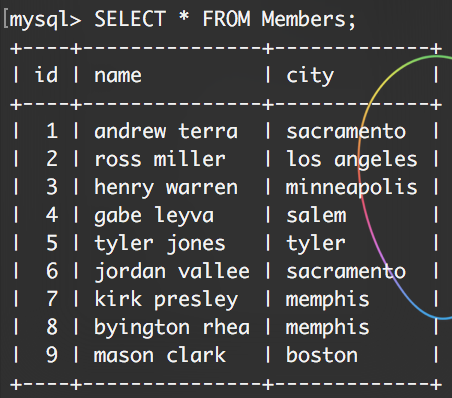 [mysql> SELECT * FROM Members;
+----+---------------+-------------+
| id | name          | city        |
+----+---------------+-------------+
|  1 | andrew terra  | sacramento  |
|  2 | ross miller   | los angeles |
|  3 | henry warren  | minneapolis |
|  4 | gabe leyva    | salem       |
|  5 | tyler jones   | tyler       |
|  6 | jordan vallee | sacramento  |
|  7 | kirk presley  | memphis     |
|  8 | byington rhea | memphis     |
|  9 | mason clark   | boston      |
+----+---------------+-------------+